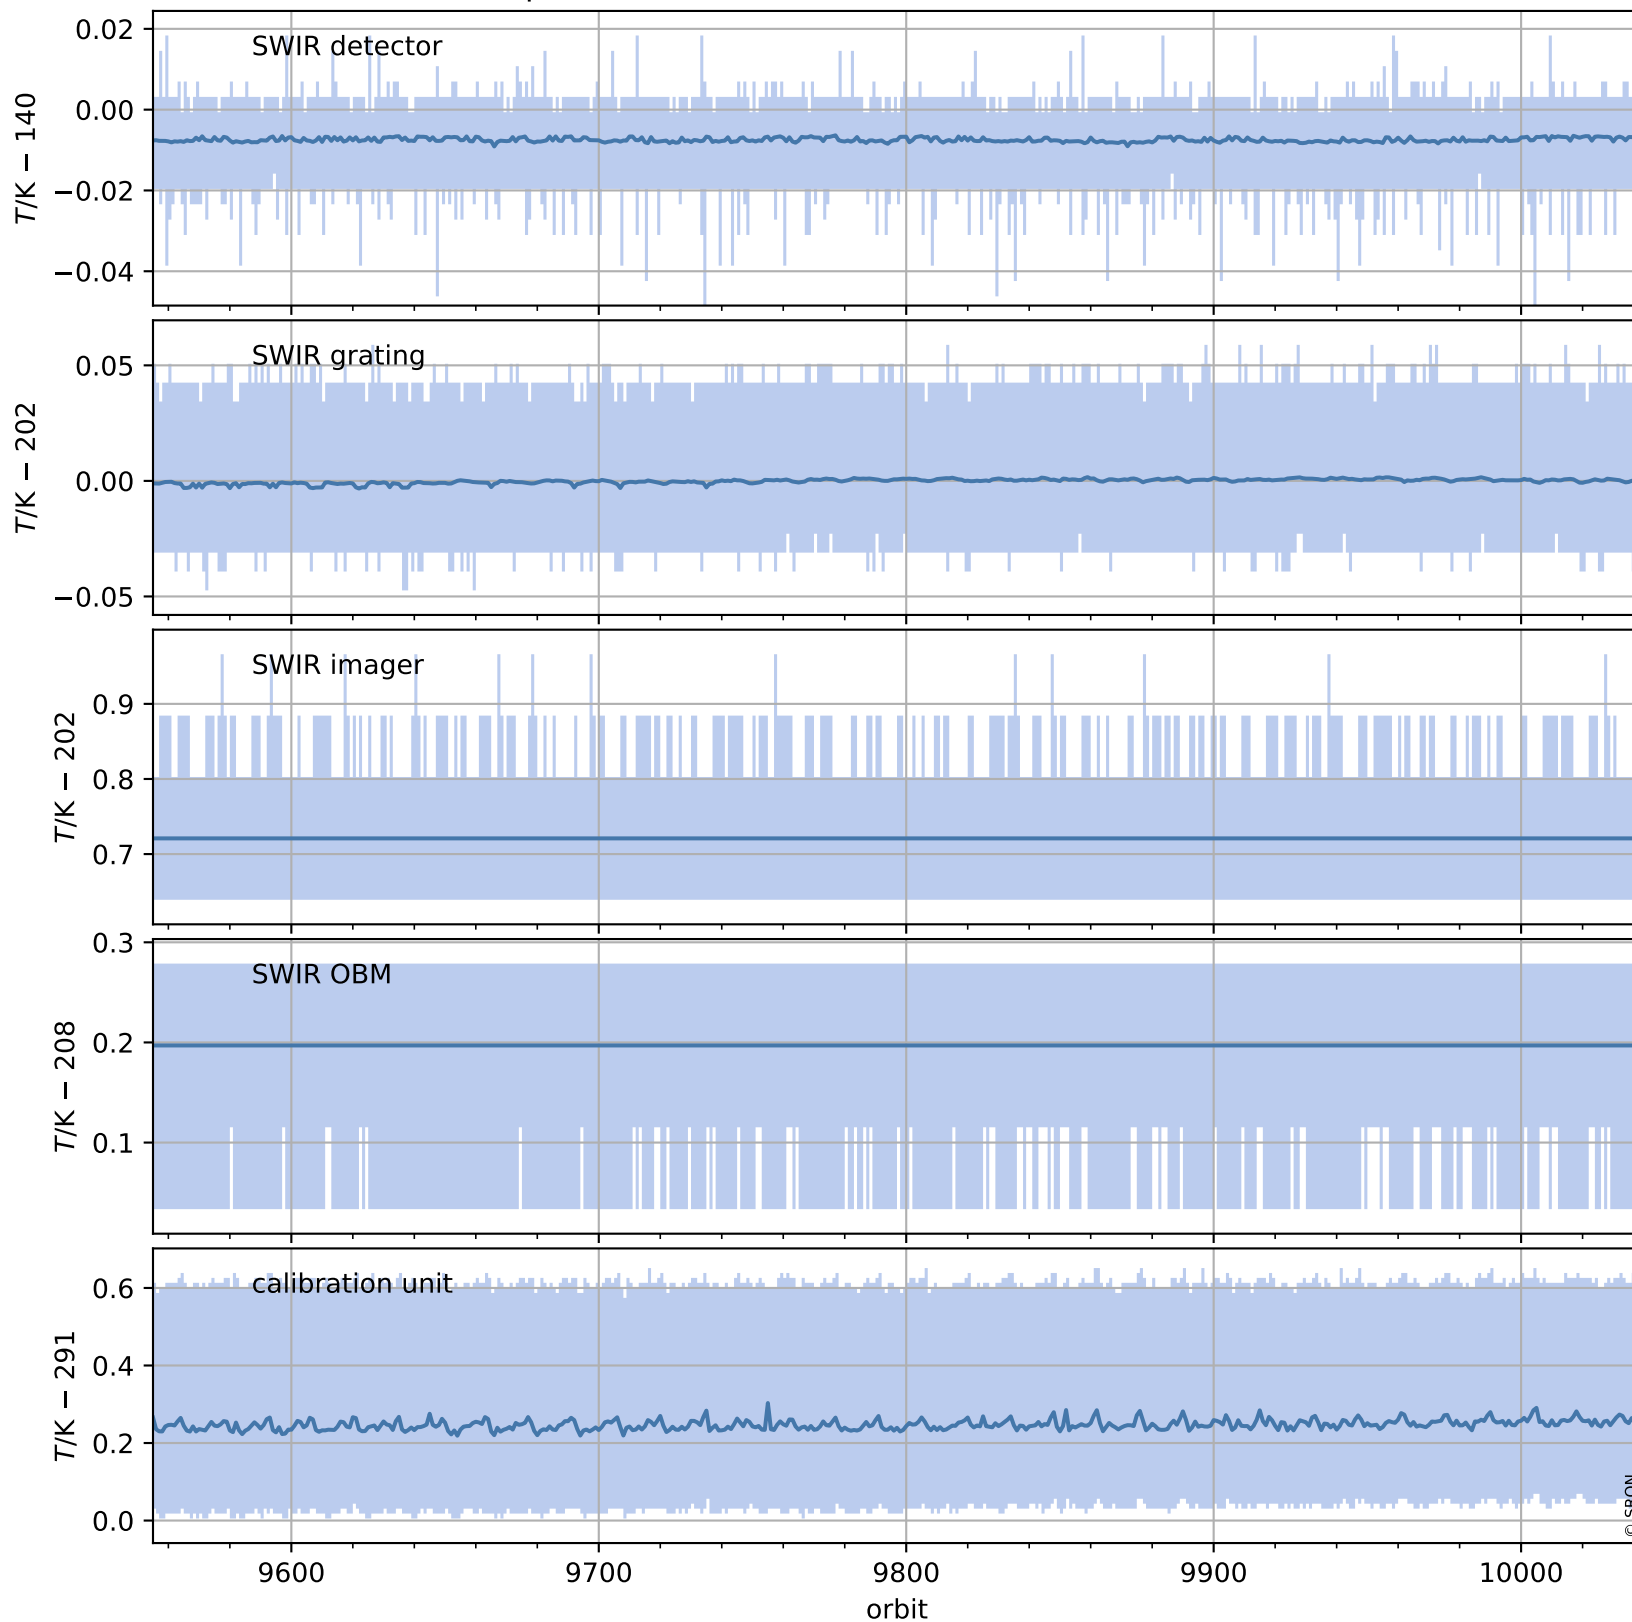 0.02
0.00
−0.02
−0.04
T/K − 140
SWIR detector
0.05
0.00
−0.05
T/K − 202
SWIR grating
0.9
0.8
0.7
T/K − 202
SWIR imager
0.3
0.2
0.1
T/K − 208
SWIR OBM
0.6
0.4
0.2
0.0
T/K − 291
calibration unit
9600 9700 9800 9900 10000
orbit
© SRON